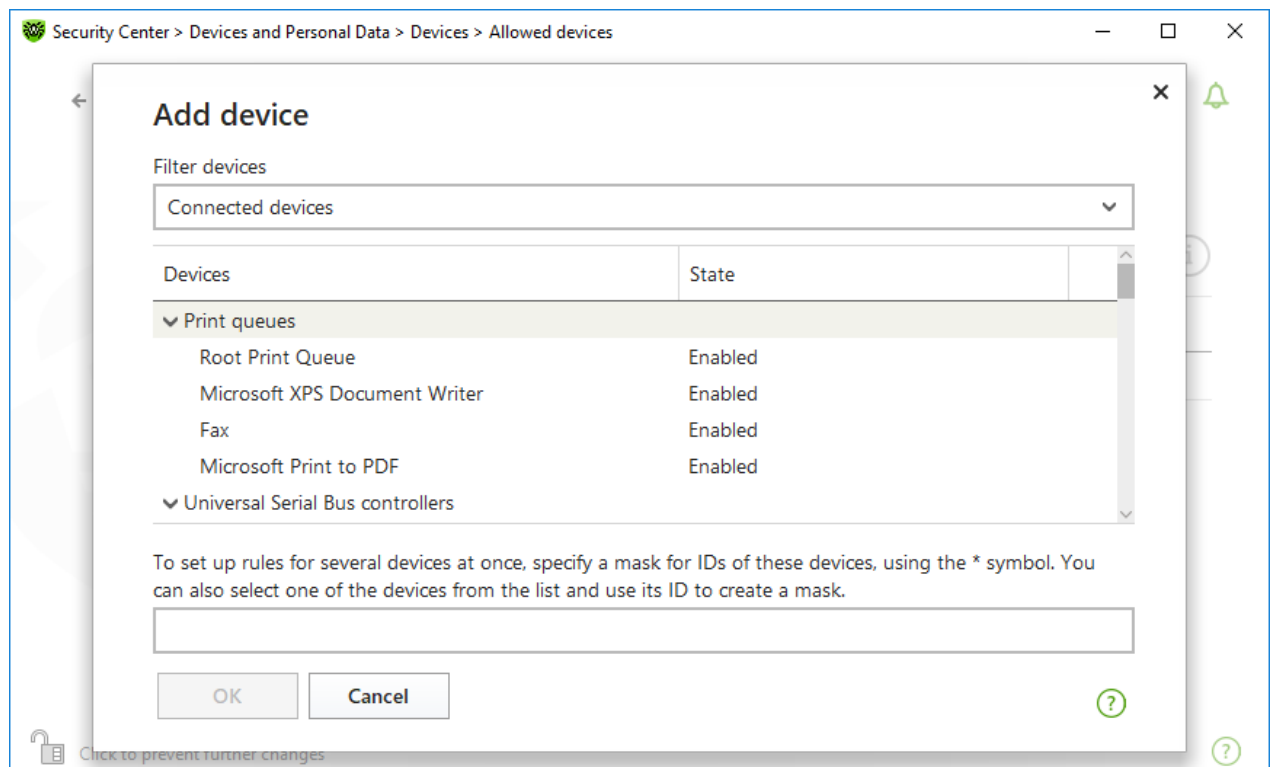 Security Center > Devices and Personal Data > Devices > Allowed devices
Add device
Filter devices
Connected devices
Devices State
Print queues
Root Print Queue Enabled
Microsoft XPS Document Writer Enabled
Fax Enabled
Microsoft Print to PDF Enabled
Universal Serial Bus controllers
To set up rules for several devices at once, specify a mask for IDs of these devices, using the * symbol. You
can also select one of the devices from the list and use its ID to create a mask.
OK Cancel
Click to prevent further changes